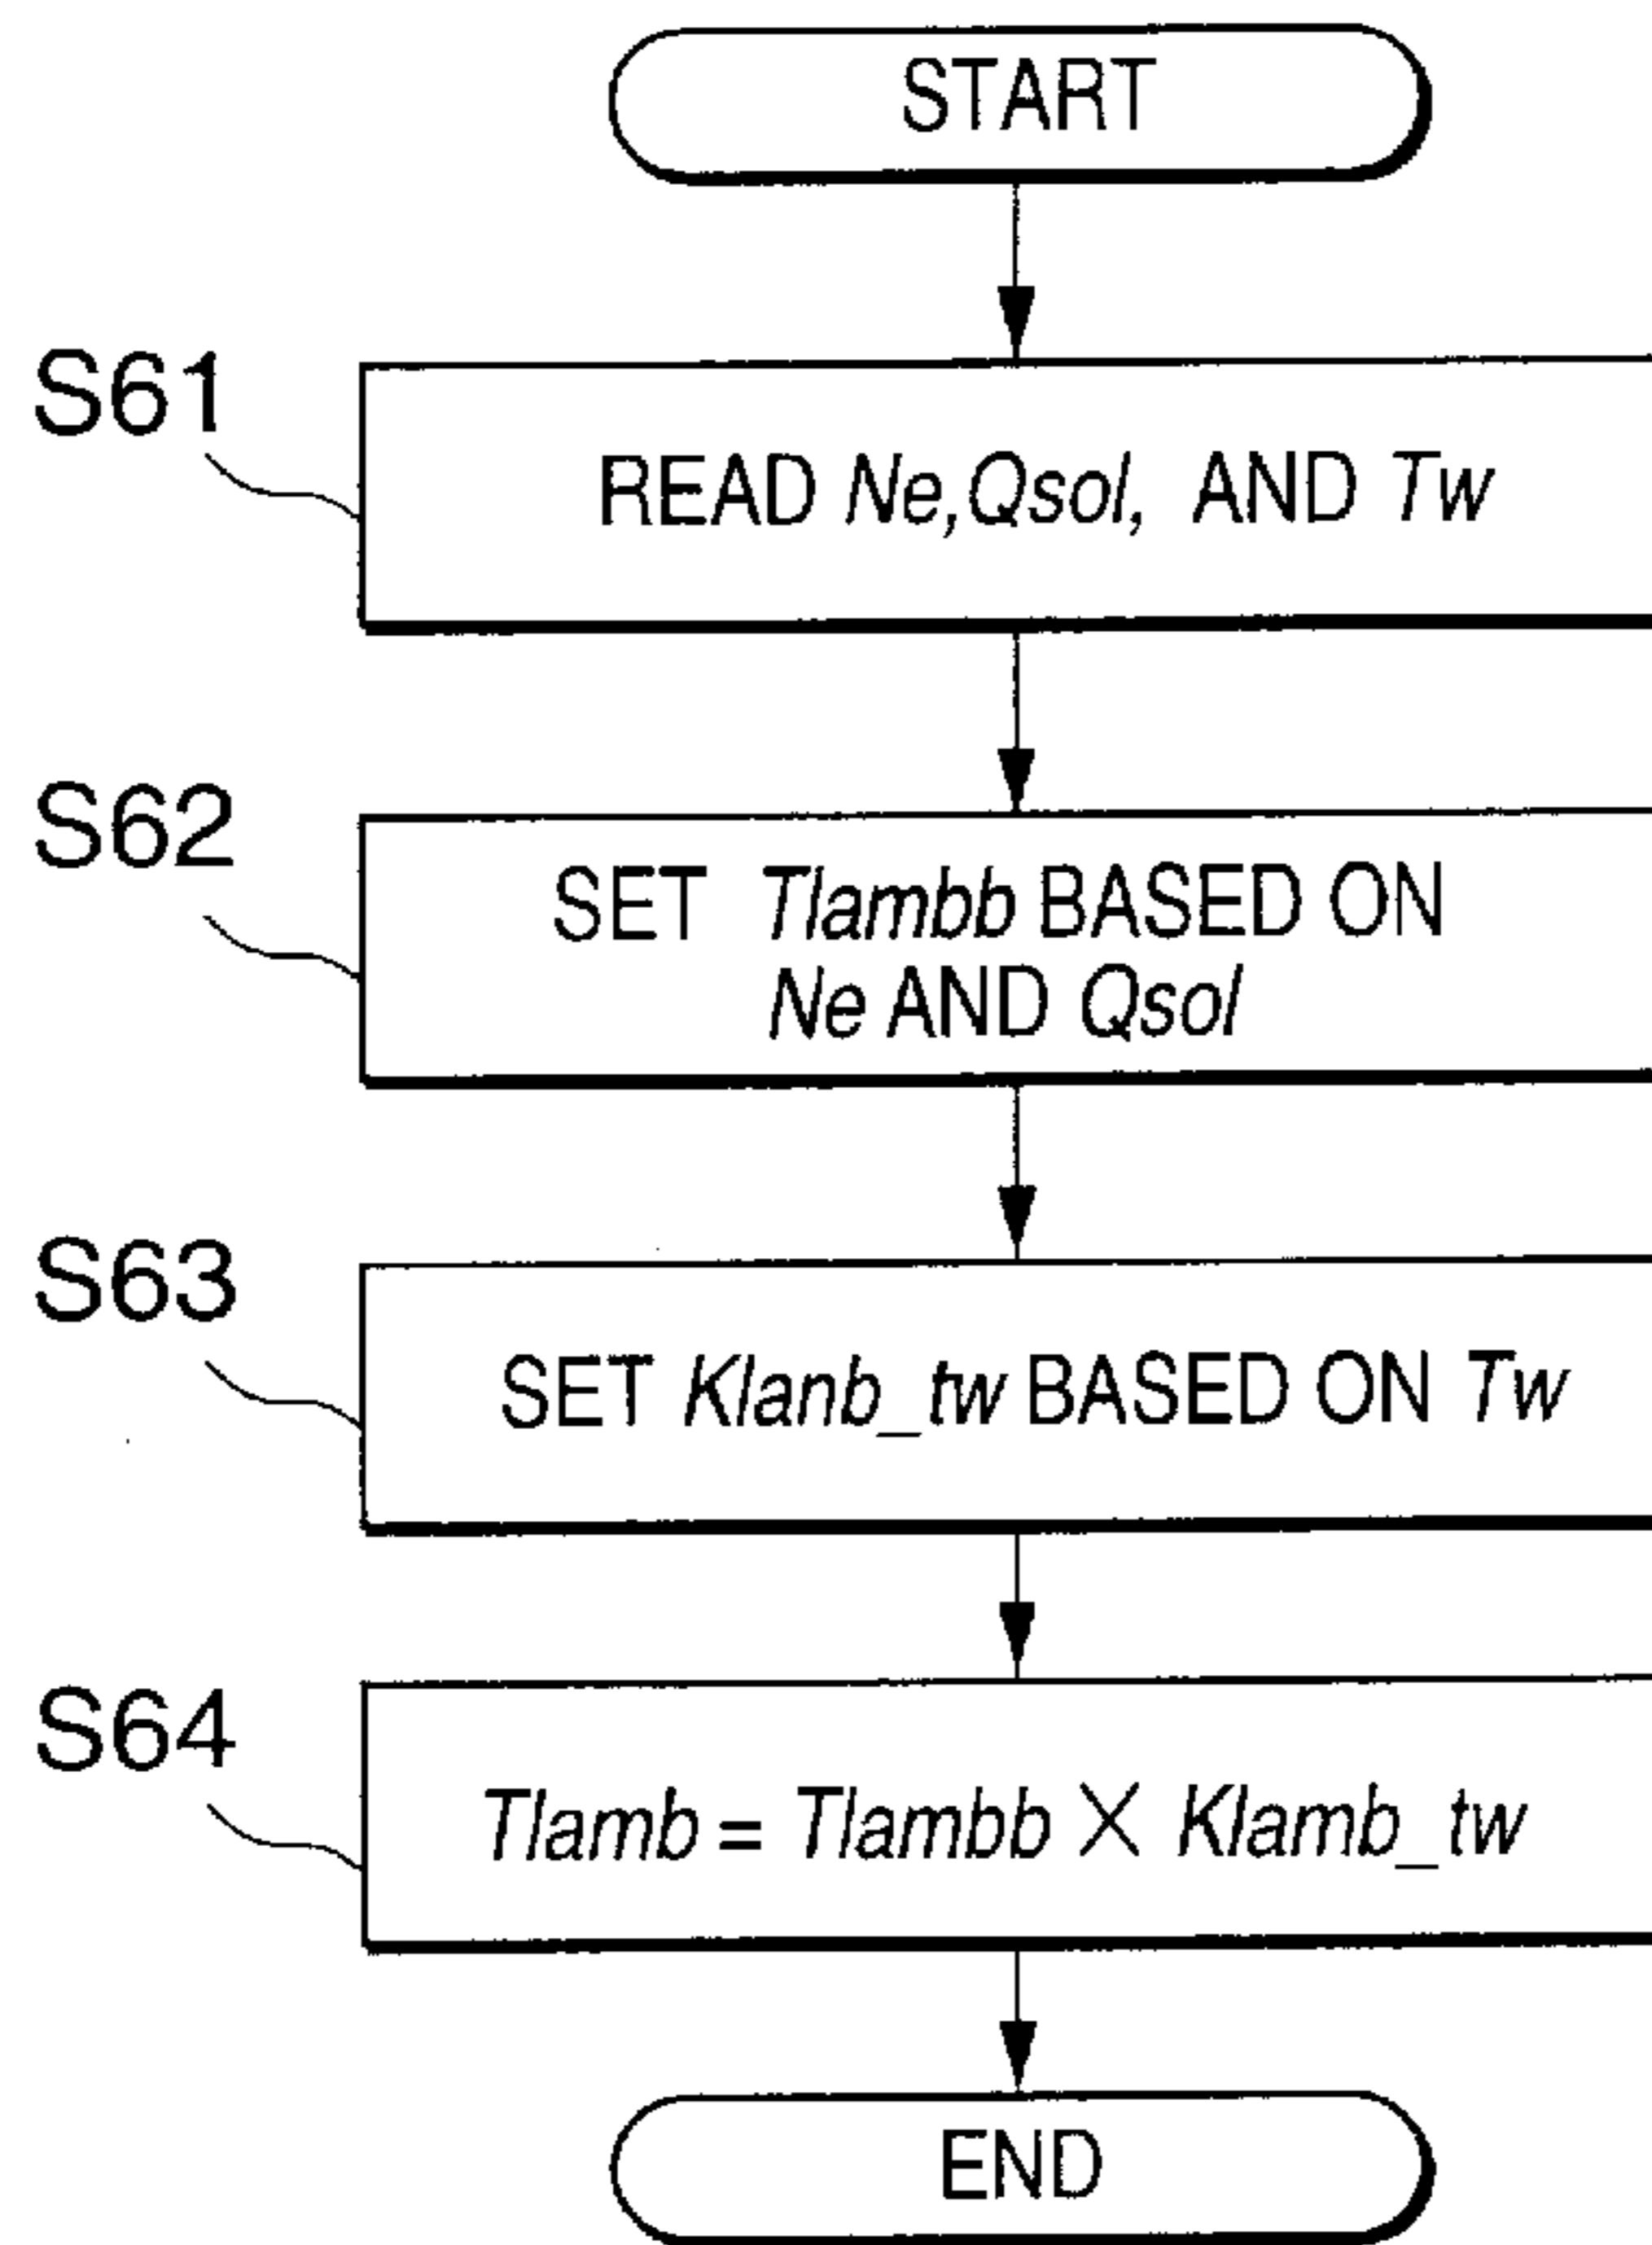 START
S61
READ Ne,Qsol, AND Tw
S62
SET Tlambb BASED ON
Ne AND Qsol
S63
SET Klanb_tw BASED ON Tw
S64
Tlamb = Tlambb × Klamb_tw
END